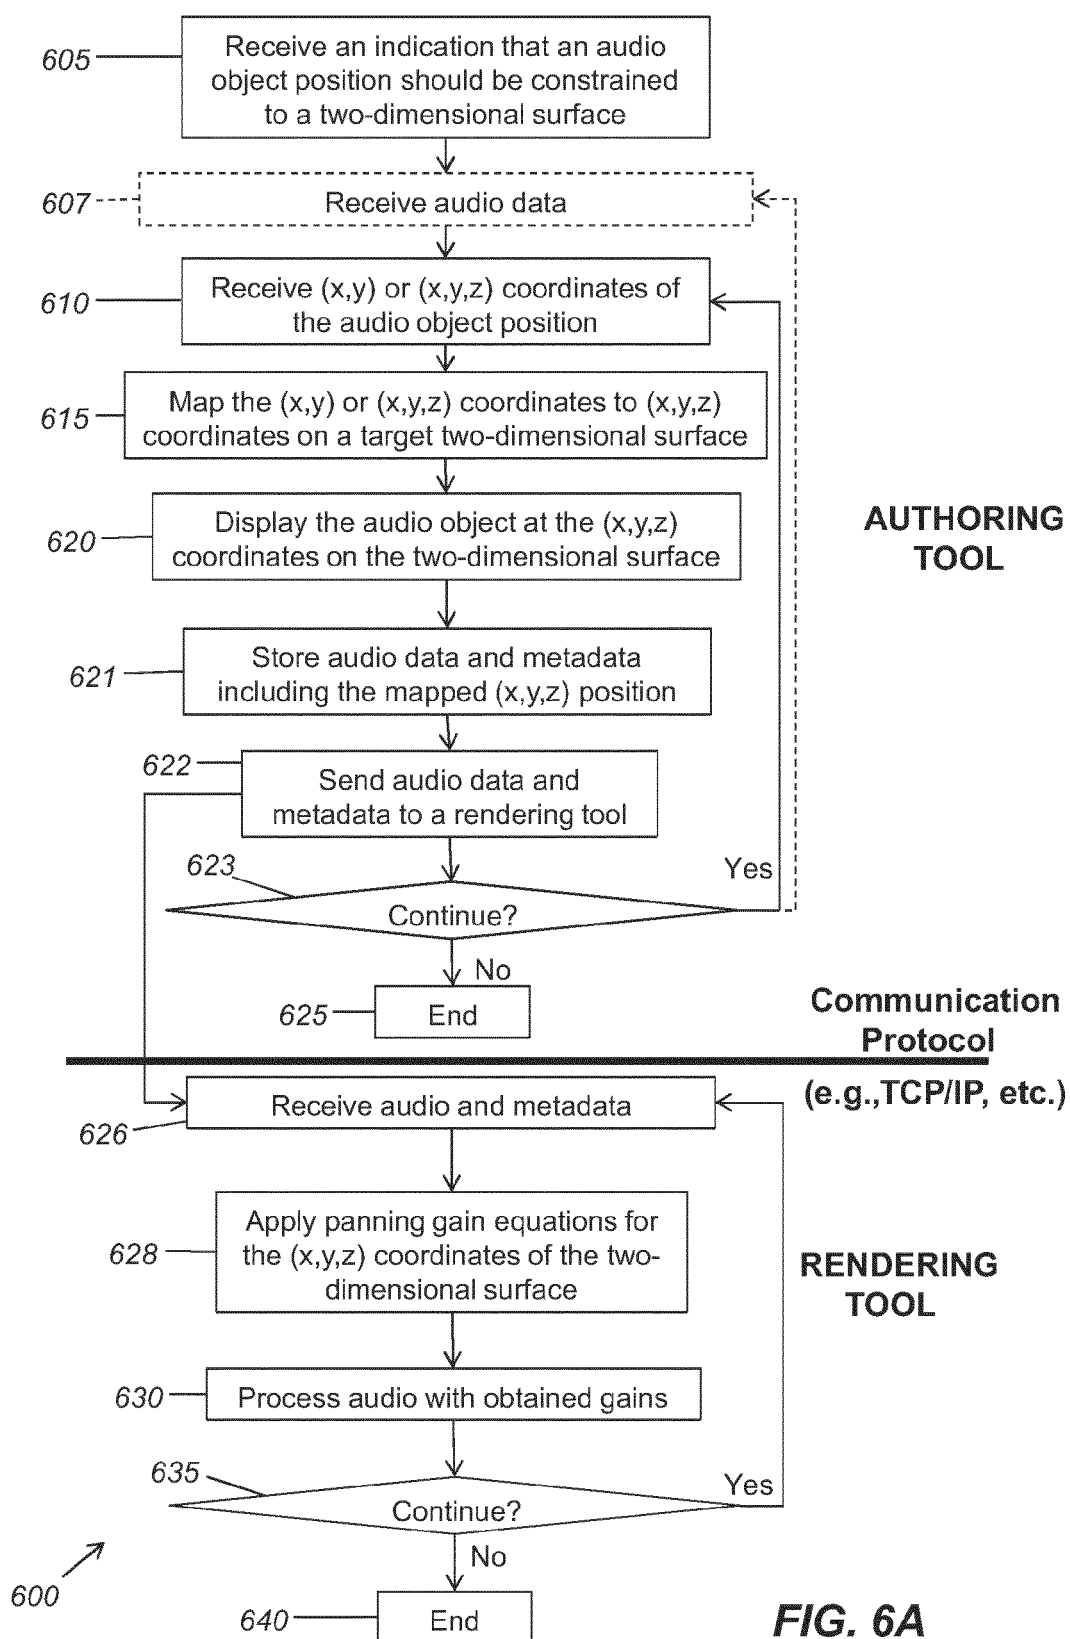 605
Receive an indication that an audio
object position should be constrained
to a two-dimensional surface
607
Receive audio data
610
Receive (x,y) or (x,y,z) coordinates of
the audio object position
615
Map the (x,y) or (x,y,z) coordinates to (x,y,z)
coordinates on a target two-dimensional surface
620
Display the audio object at the (x,y,z)
coordinates on the two-dimensional surface
AUTHORING
TOOL
621
Store audio data and metadata
including the mapped (x,y,z) position
622
Send audio data and
metadata to a rendering tool
623
Continue?
Yes
No
625
End
Communication
Protocol
(e.g.,TCP/IP, etc.)
626
Receive audio and metadata
628
Apply panning gain equations for
the (x,y,z) coordinates of the two-
dimensional surface
RENDERING
TOOL
630
Process audio with obtained gains
635
Continue?
Yes
No
600
640
End
FIG. 6A